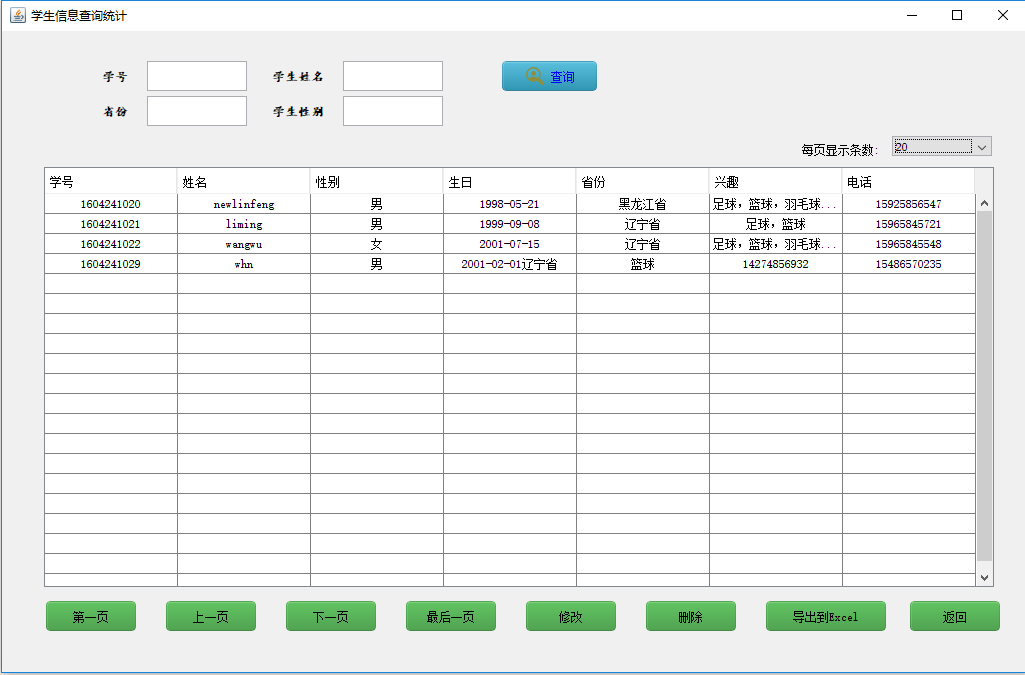 学生信息查询统计
学号 学生姓名 查询
省份 学生性别
每页显示条数： 20
学号 姓名 性别 生日 省份 兴趣 电话
1604241020 newlinfeng 男 1998-05-21 黑龙江省 足球，篮球，羽毛球... 15925856547
1604241021 liming 男 1999-09-08 辽宁省 足球，篮球 15965845721
1604241022 wangwu 女 2001-07-15 辽宁省 足球，篮球，羽毛球... 15965845548
1604241029 whn 男 2001-02-01辽宁省 篮球 14274856932 15486570235
第一页 上一页 下一页 最后一页 修改 删除 导出到Excel 返回